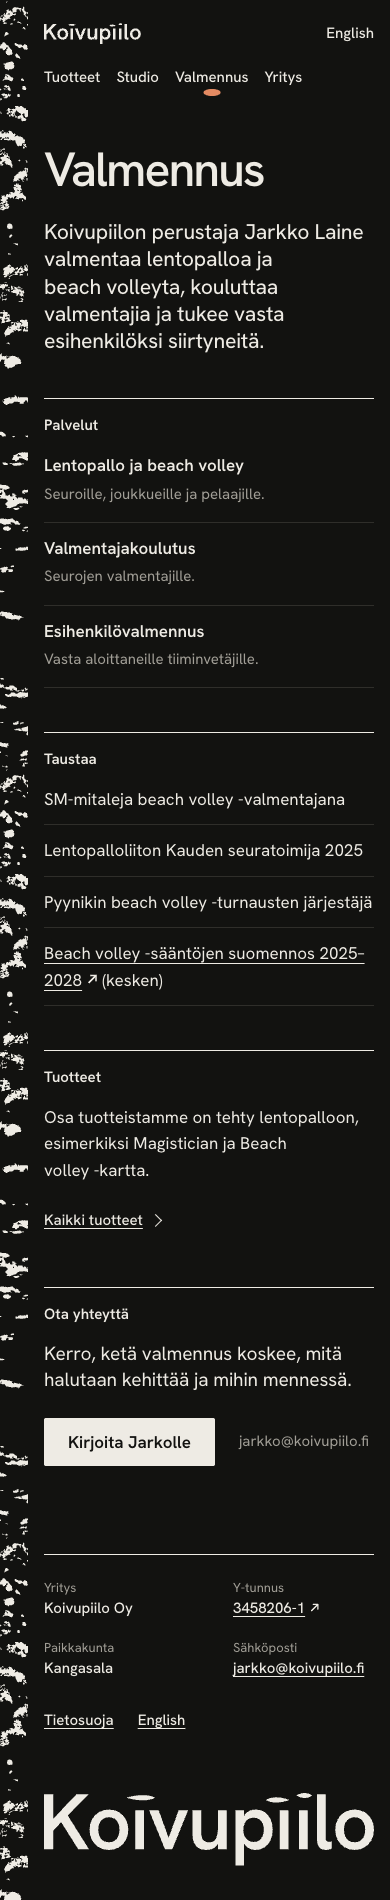 Koivupiilo
English
Tuotteet Studio Valmennus Yritys
Valmennus
Koivupiilon perustaja Jarkko Laine
valmentaa lentopalloa ja
beach volleyta, kouluttaa
valmentajia ja tukee vasta
esihenkilöksi siirtyneitä.
Palvelut
Lentopallo ja beach volley
Seuroille, joukkueille ja pelaajille.
Valmentajakoulutus
Seurojen valmentajille.
Esihenkilövalmennus
Vasta aloittaneille tiiminvetäjille.
Taustaa
SM-mitaleja beach volley -valmentajana
Lentopalloliiton Kauden seuratoimija 2025
Pyynikin beach volley -turnausten järjestäjä
Beach volley -sääntöjen suomennos 2025–
2028 ↗ (kesken)
Tuotteet
Osa tuotteistamme on tehty lentopalloon,
esimerkiksi Magistician ja Beach
volley -kartta.
Kaikki tuotteet
Ota yhteyttä
Kerro, ketä valmennus koskee, mitä
halutaan kehittää ja mihin mennessä.
Kirjoita Jarkolle
jarkko@koivupiilo.fi
Yritys
Koivupiilo Oy
Y-tunnus
3458206-1 ↗
Paikkakunta
Kangasala
Sähköposti
jarkko@koivupiilo.fi
Tietosuoja English
Koivupiilo